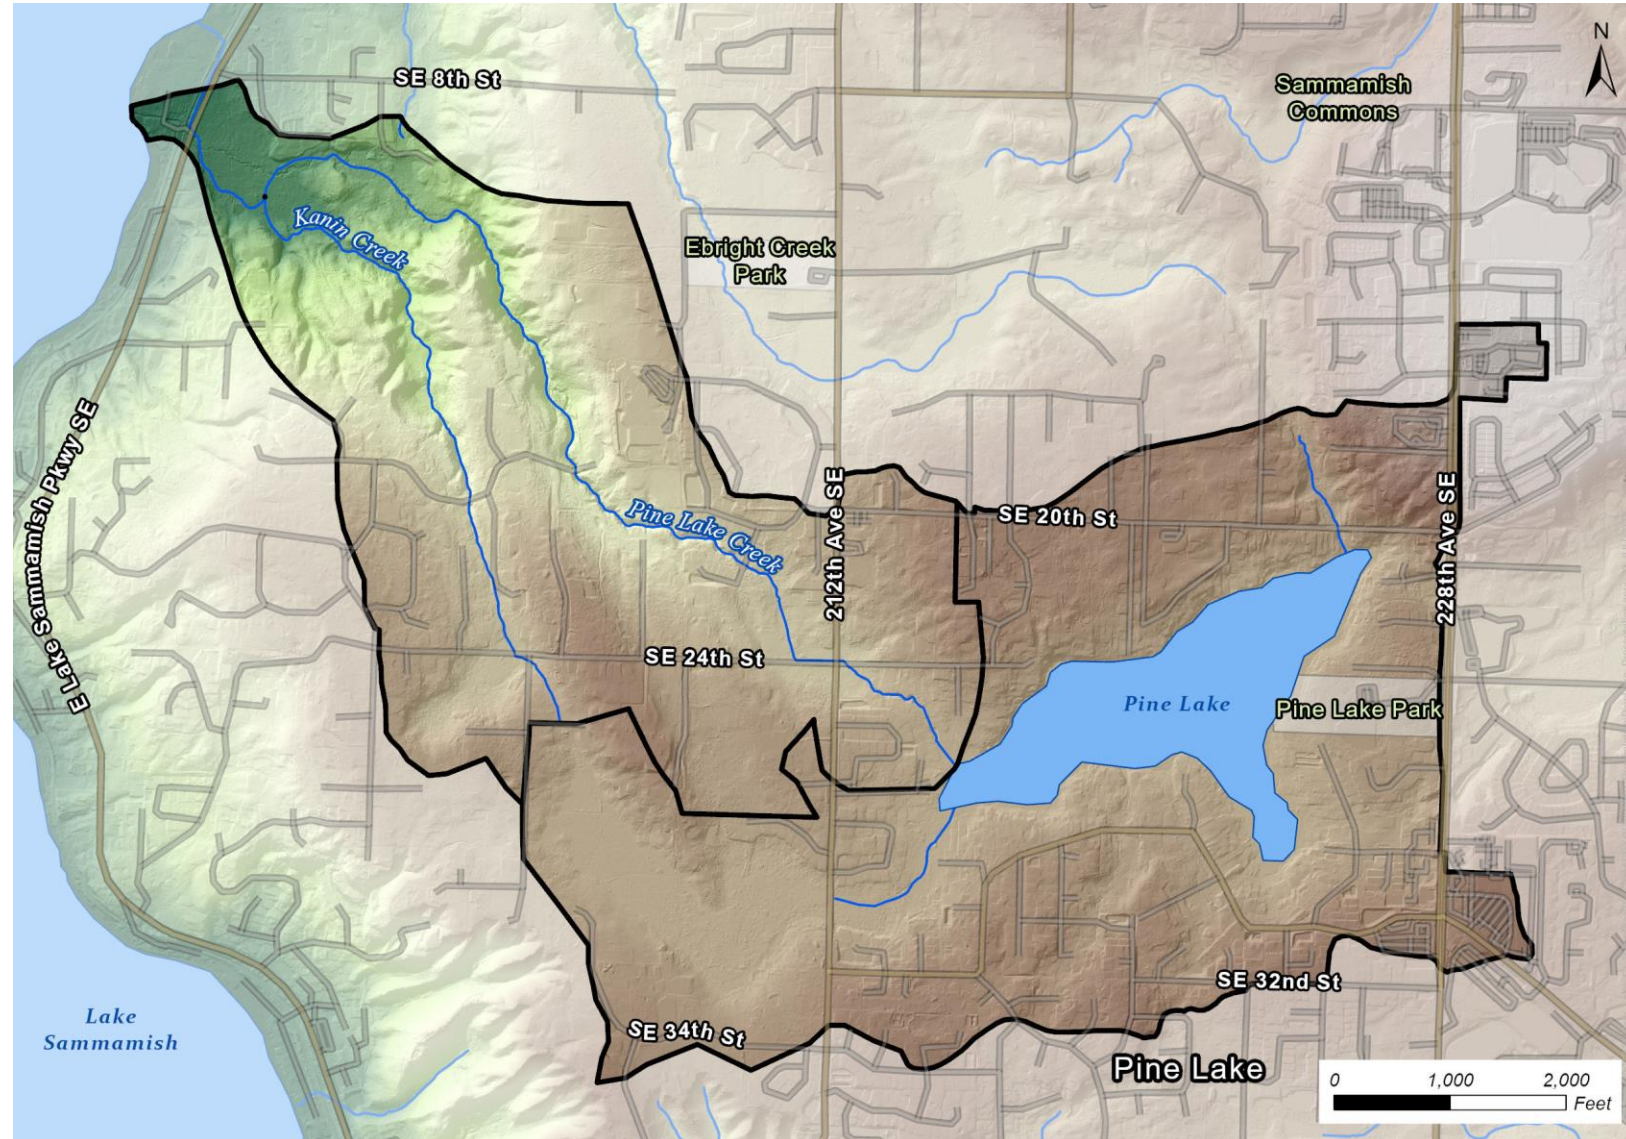 N
SE 8th St
Sammamish
Commons
Kanin Creek
Ebright Creek
Park
E Lake Sammamish Pkwy SE
Pine Lake Creek
212th Ave SE
SE 20th St
228th Ave SE
SE 24th St
Pine Lake
Pine Lake Park
SE 32nd St
Lake
Sammamish
SE 34th St
Pine Lake
0 1,000 2,000
Feet